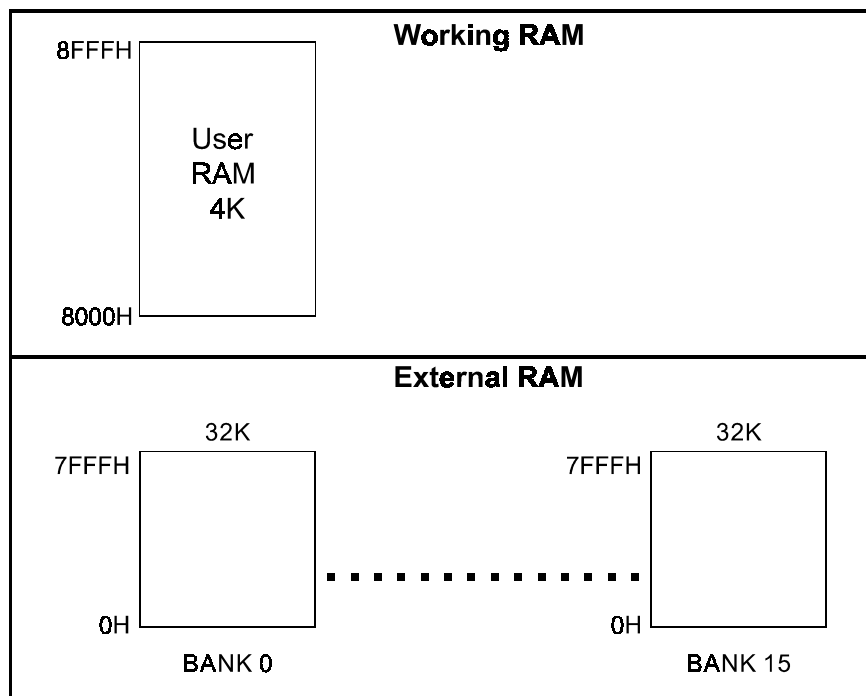 Working RAM
8FFFH
User
RAM
4K
8000H
External RAM
32K
32K
7FFFH
7FFFH
0H
0H
BANK 0
BANK 15